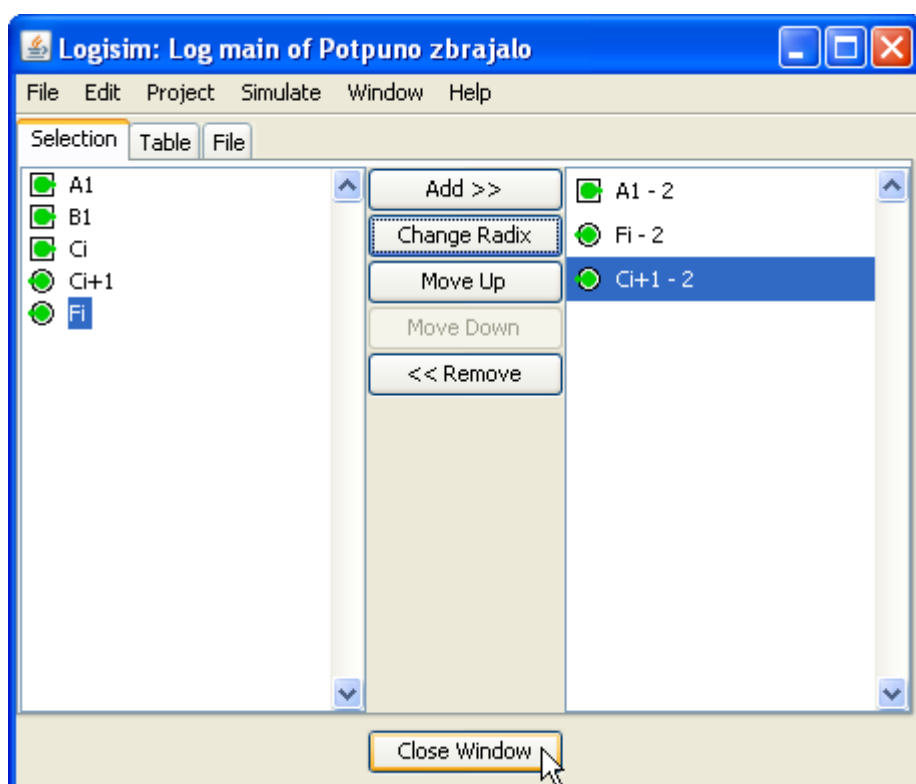 Logisim: Log main of Potpuno zbrajalo
File Edit Project Simulate Window Help
Selection Table File
A1
B1
Ci
Ci+1
Fi
Add >>
Change Radix
Move Up
Move Down
<< Remove
A1 - 2
Fi - 2
Ci+1 - 2
Close Window